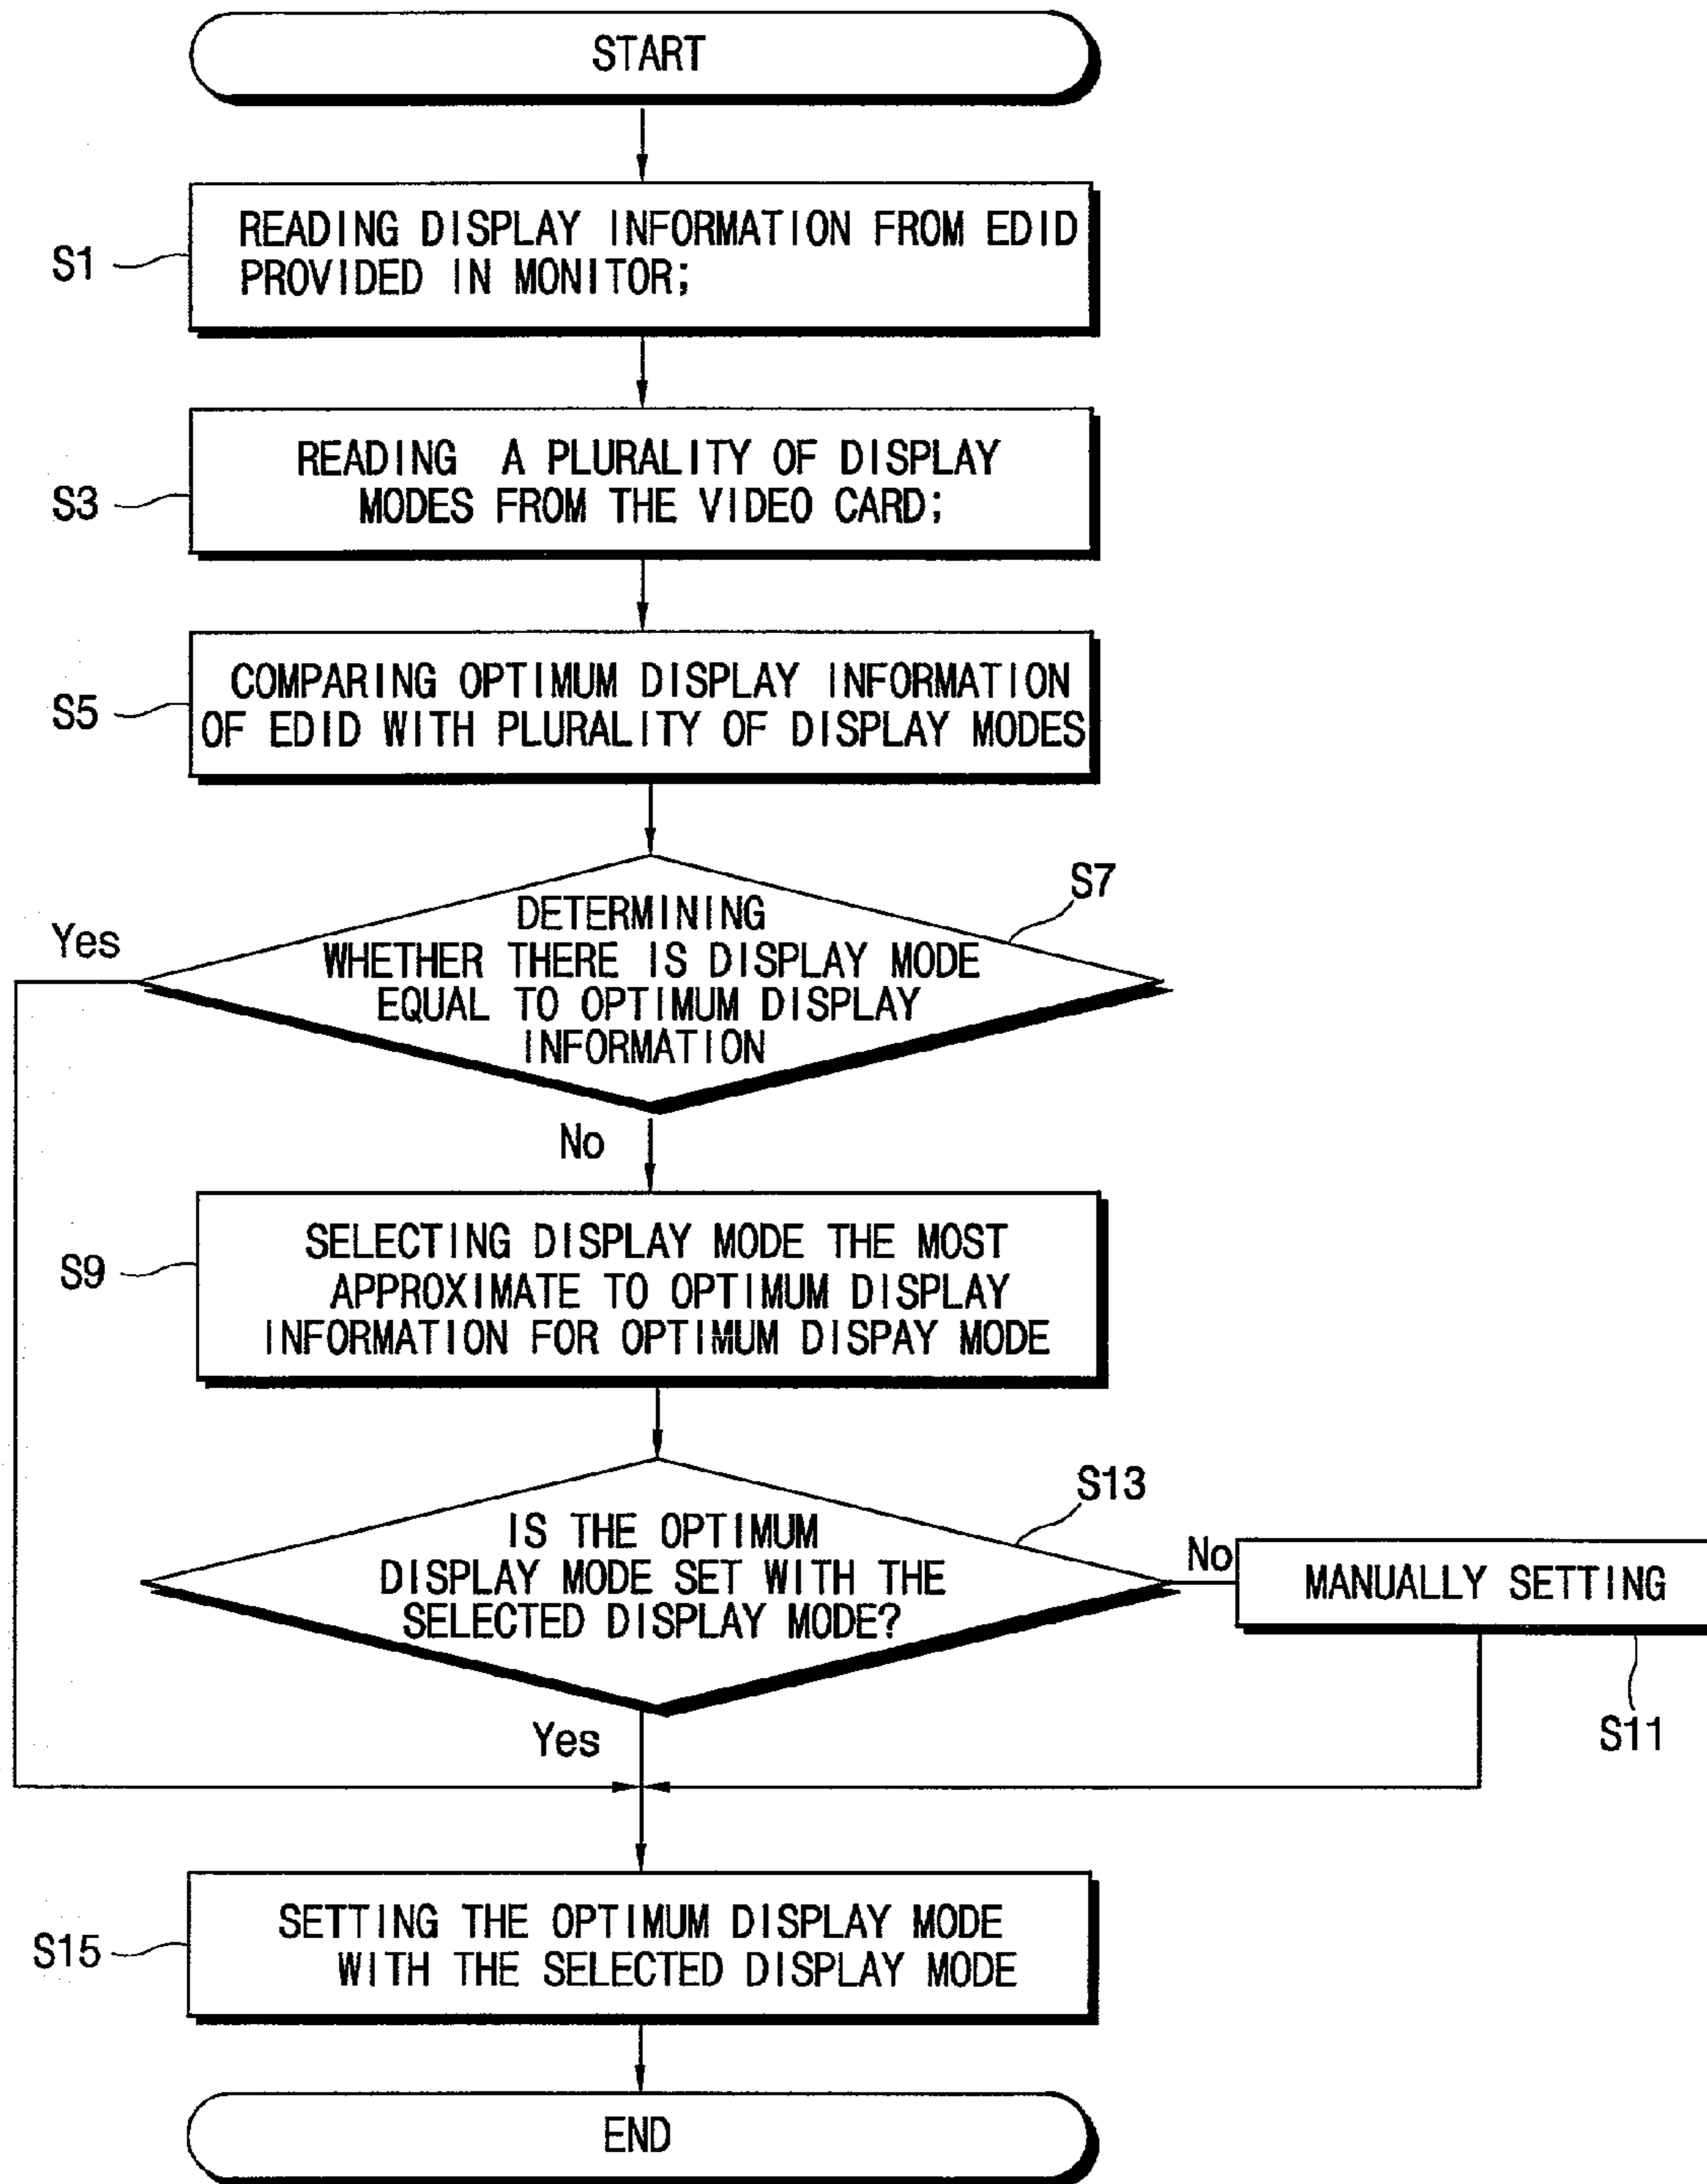 START
S1
READING DISPLAY INFORMATION FROM EDID
PROVIDED IN MONITOR;
S3
READING A PLURALITY OF DISPLAY
MODES FROM THE VIDEO CARD;
S5
COMPARING OPTIMUM DISPLAY INFORMATION
OF EDID WITH PLURALITY OF DISPLAY MODES
S7
Yes
DETERMINING
WHETHER THERE IS DISPLAY MODE
EQUAL TO OPTIMUM DISPLAY
INFORMATION
No
S9
SELECTING DISPLAY MODE THE MOST
APPROXIMATE TO OPTIMUM DISPLAY
INFORMATION FOR OPTIMUM DISPAY MODE
S13
IS THE OPTIMUM
DISPLAY MODE SET WITH THE
SELECTED DISPLAY MODE?
No
MANUALLY SETTING
S11
Yes
S15
SETTING THE OPTIMUM DISPLAY MODE
WITH THE SELECTED DISPLAY MODE
END